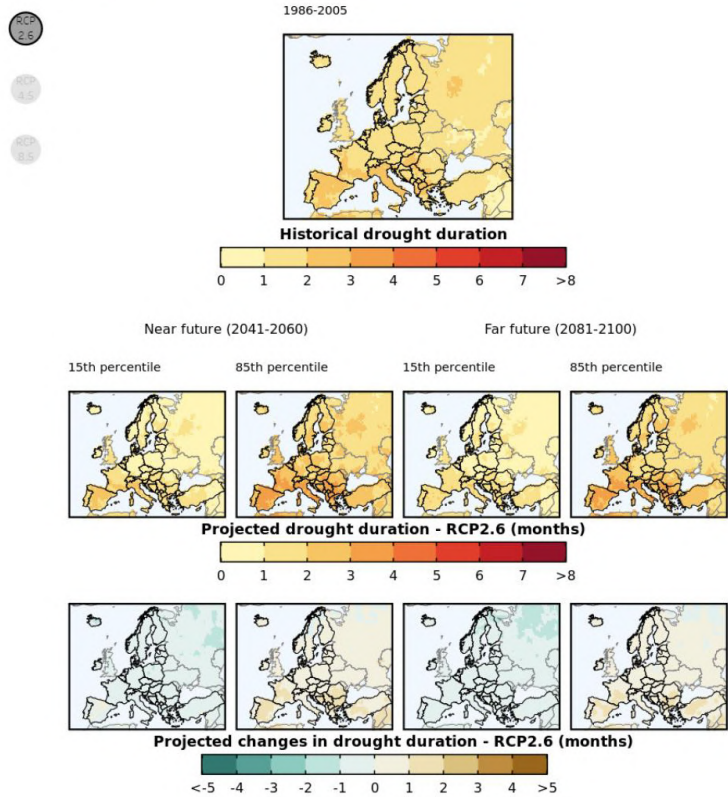 RCP
2.6
RCP
4.5
RCP
8.5
1986-2005
Historical drought duration
0 1 2 3 4 5 6 7 >8
Near future (2041-2060) Far future (2081-2100)
15th percentile 85th percentile 15th percentile 85th percentile
Projected drought duration - RCP2.6 (months)
0 1 2 3 4 5 6 7 >8
Projected changes in drought duration - RCP2.6 (months)
<-5 -4 -3 -2 -1 0 1 2 3 4 >5